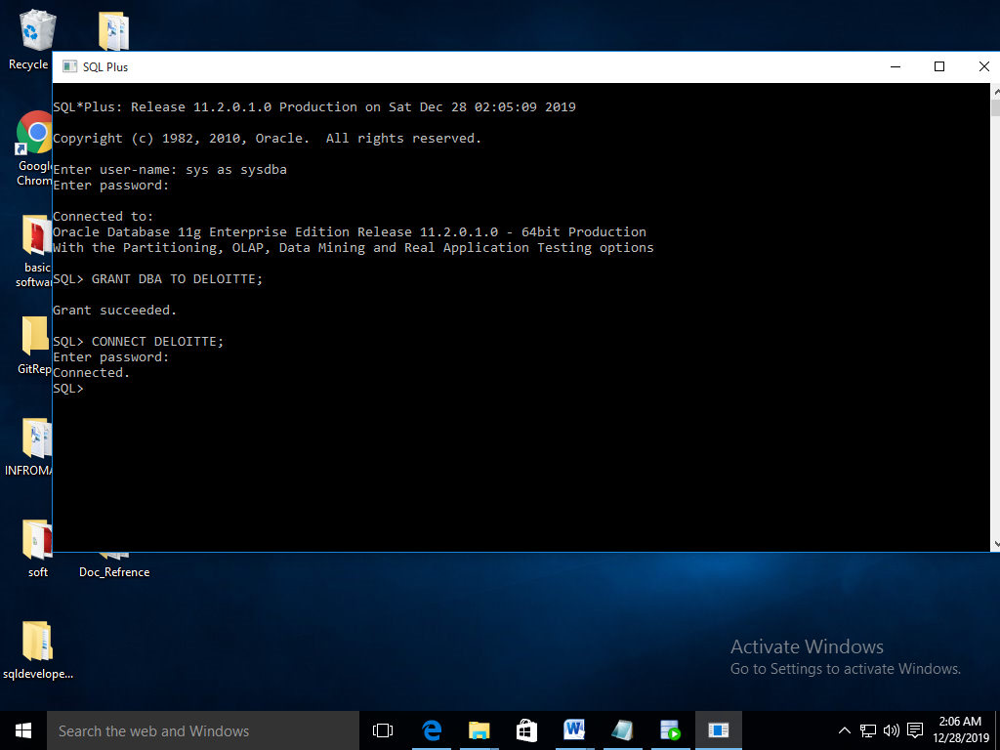 Recycle
SQL Plus
SQL*Plus: Release 11.2.0.1.0 Production on Sat Dec 28 02:05:09 2019
Copyright (c) 1982, 2010, Oracle.  All rights reserved.
Enter user-name: sys as sysdba
Enter password:
Connected to:
Oracle Database 11g Enterprise Edition Release 11.2.0.1.0 - 64bit Production
With the Partitioning, OLAP, Data Mining and Real Application Testing options
SQL> GRANT DBA TO DELOITTE;
Grant succeeded.
SQL> CONNECT DELOITTE;
Enter password:
Connected.
SQL>
Googl
Chrom
basic
softwar
GitRep
INFROMA
soft
Doc_Refrence
sqldevelope...
Activate Windows
Go to Settings to activate Windows.
Search the web and Windows
2:06 AM
12/28/2019